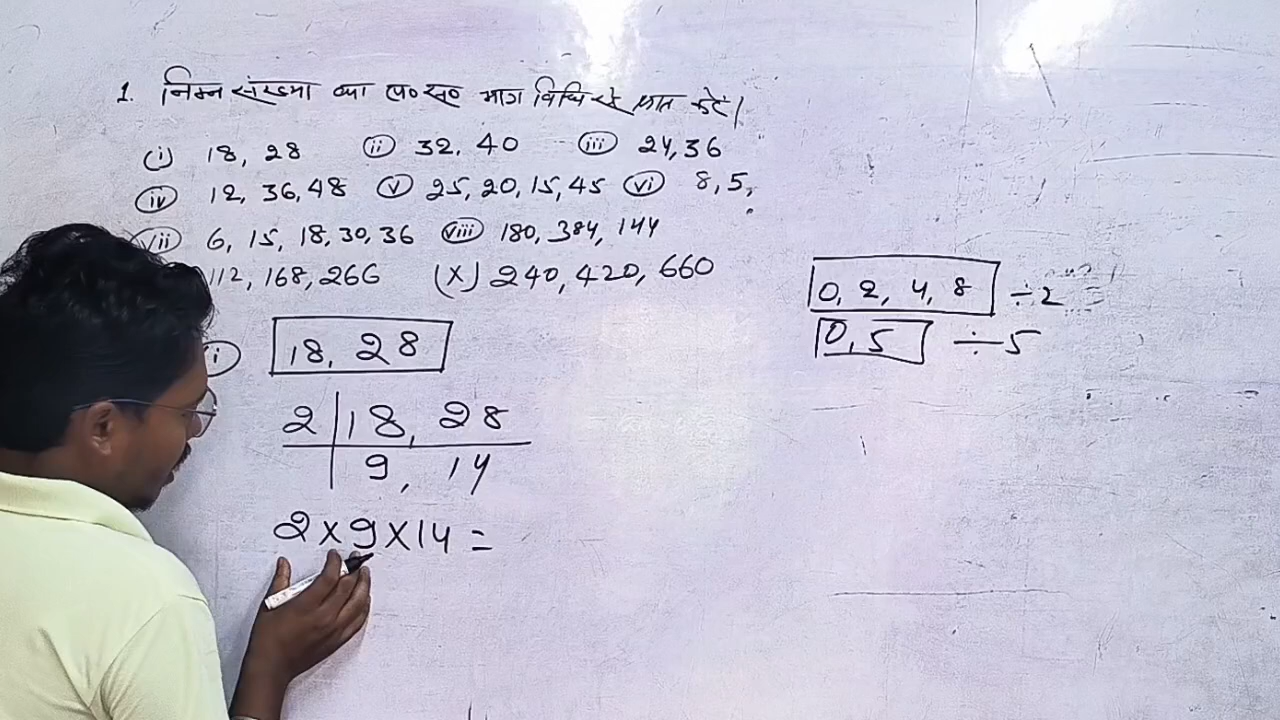 1. निम्न संख्या का ल० स० भाग विधि से ज्ञात करें।
(i) 18, 28 (ii) 32, 40 (iii) 24, 36
(iv) 12, 36, 48 (v) 25, 20, 15, 45 (vi) 8, 5,
(vii) 6, 15, 18, 30, 36 (viii) 180, 384, 144
112, 168, 266 (x) 240, 420, 660
0, 2, 4, 8 ÷2
0, 5 ÷5
i) 18, 28
2 | 18, 28
9, 14
2 × 9 × 14 =